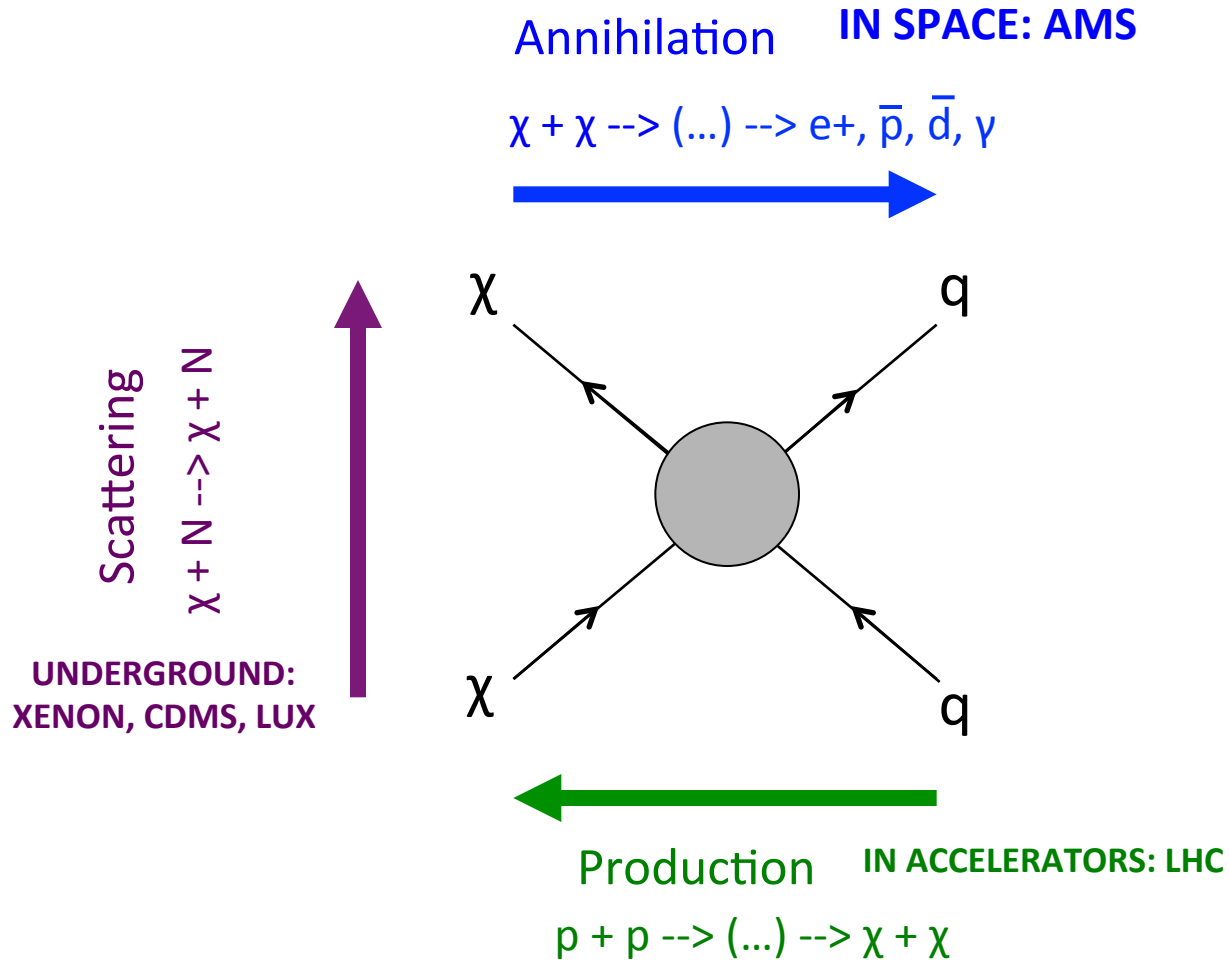 Annihilation
IN SPACE: AMS
χ + χ --> (...) --> e+, p̅, d̅, γ
χ
q
Scattering
χ + N --> χ + N
UNDERGROUND:
XENON, CDMS, LUX
χ
q
Production
IN ACCELERATORS: LHC
p + p --> (...) --> χ + χ